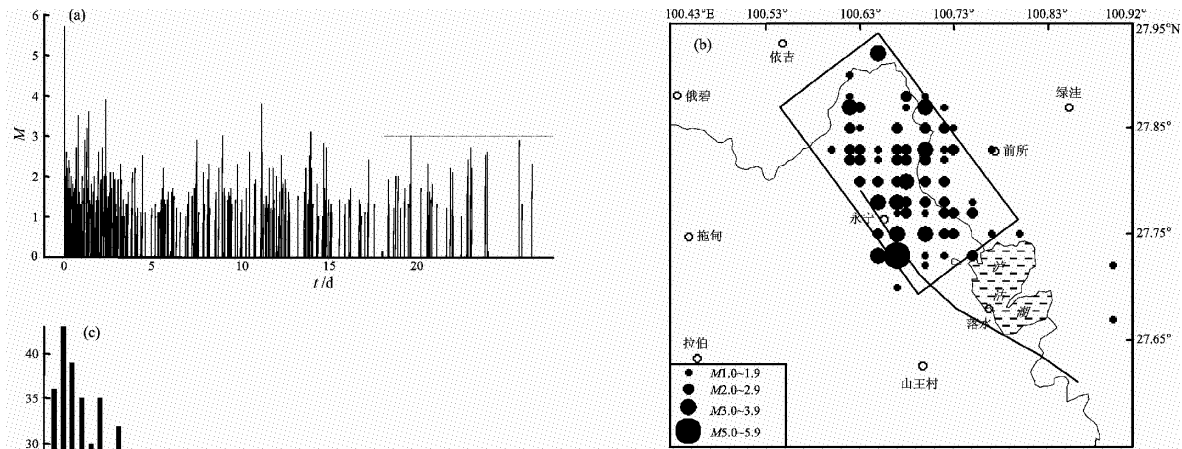 (a)
6
5
4
M
3
2
1
0
0
5
10
15
20
t/d
(c)
40
35
30
100.43°E
100.53
100.63
100.73
100.83
100.92
27.95°N
(b)
依吉
俄碧
绿洼
27.85
前所
永宁
拖甸
27.75
泸
沽
湖
落水
27.65
拉伯
山王村
M1.0~1.9
M2.0~2.9
M3.0~3.9
M5.0~5.9